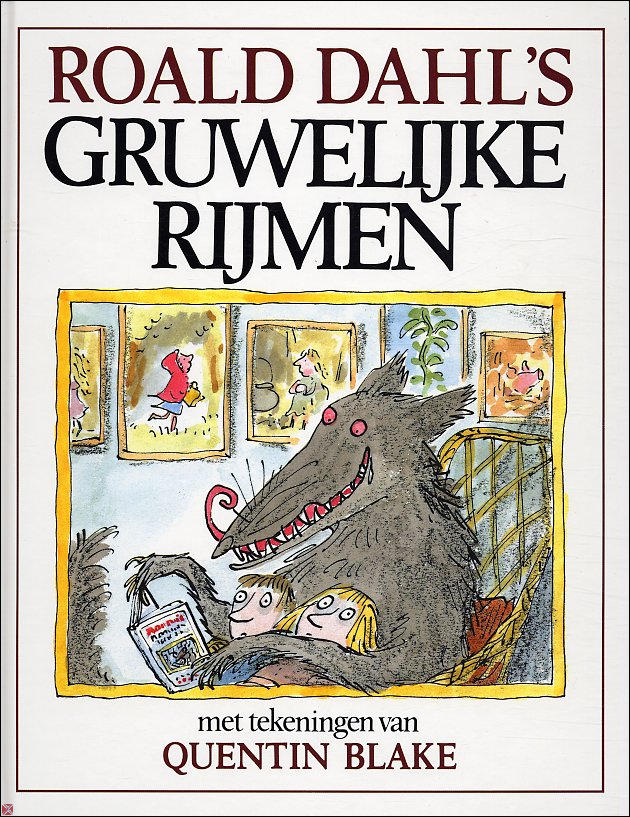 ROALD DAHL'S
GRUWELIJKE
RIJMEN
met tekeningen van
QUENTIN BLAKE